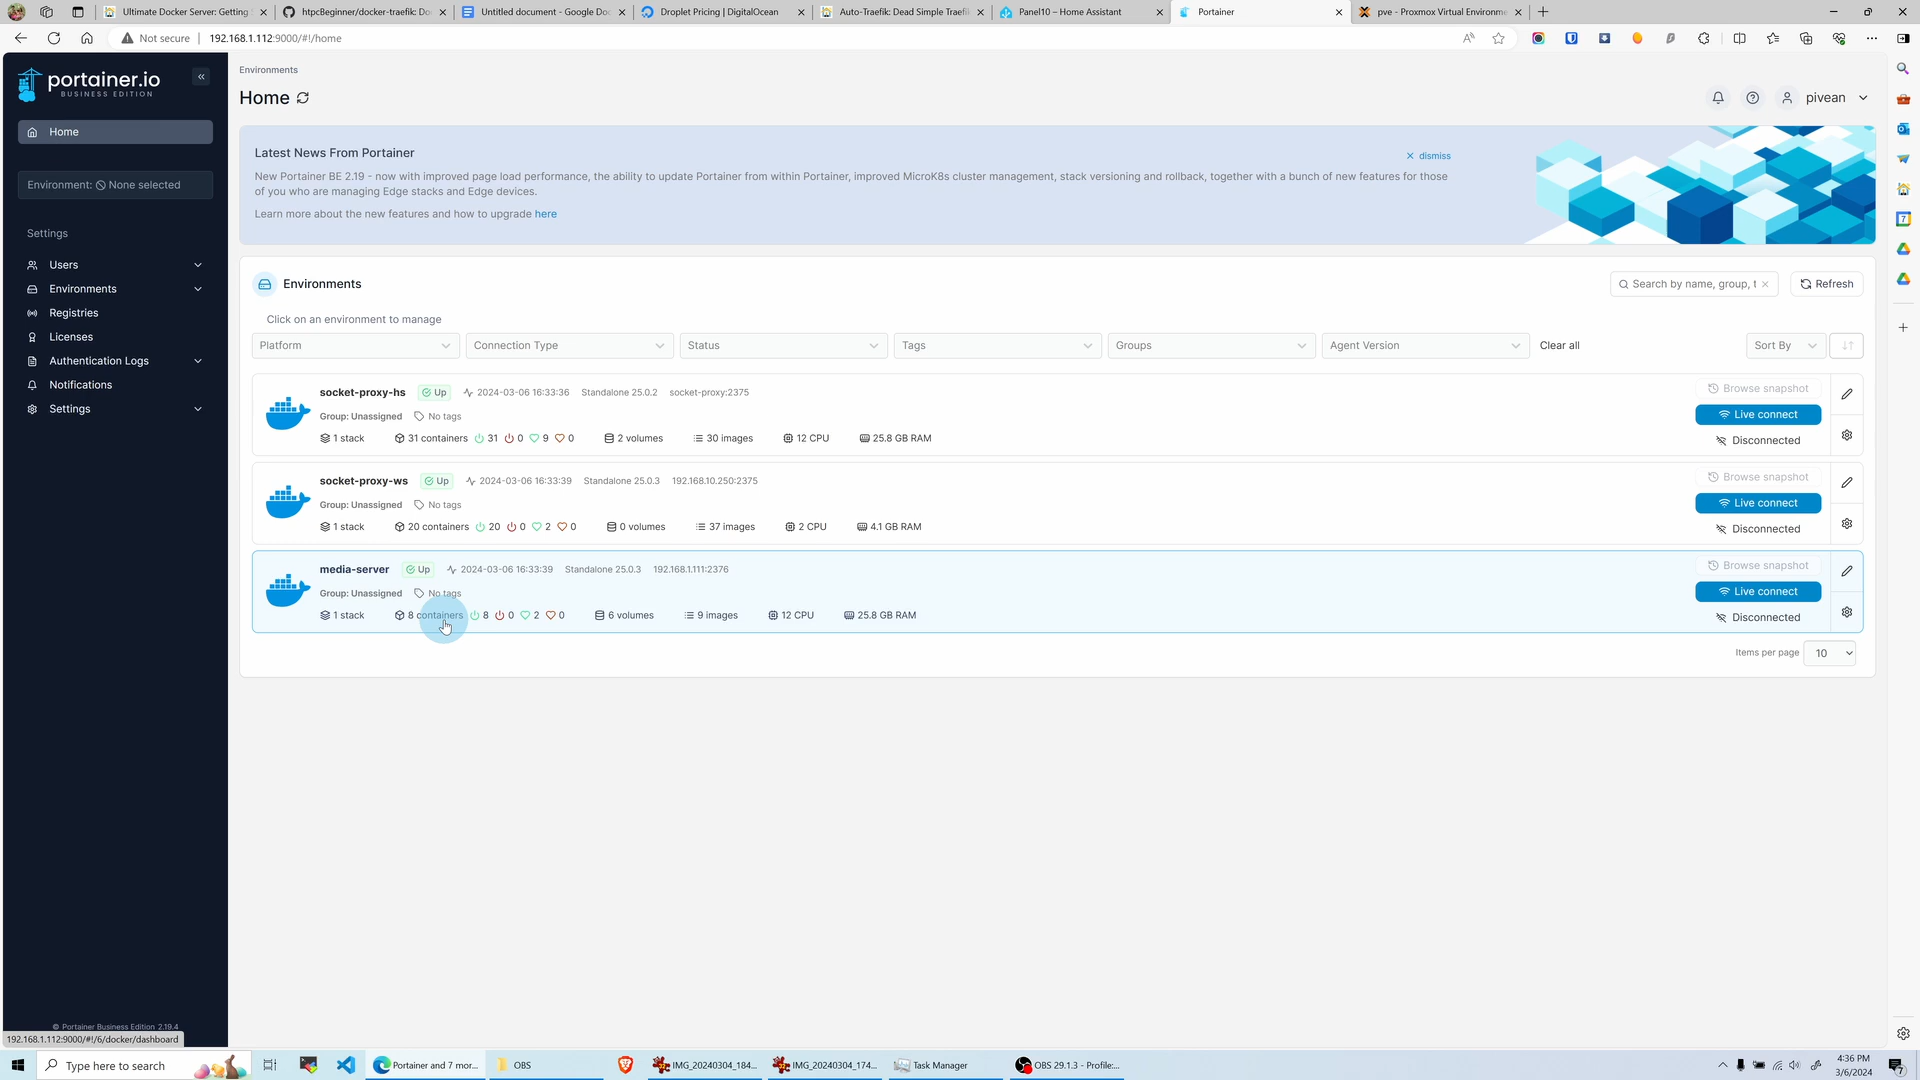 Ultimate Docker Server: Getting
htpcBeginner/docker-traefik: Do
Untitled document - Google Doc
Droplet Pricing | DigitalOcean
Auto-Traefik: Dead Simple Traefik
Panel10 – Home Assistant
Portainer
pve - Proxmox Virtual Environme
Not secure
192.168.1.112:9000/#!/home
portainer.io
BUSINESS EDITION
Home
Environment: None selected
Settings
Users
Environments
Registries
Licenses
Authentication Logs
Notifications
Settings
© Portainer Business Edition 2.19.4
192.168.1.112:9000/#!/6/docker/dashboard
Environments
Home
pivean
Latest News From Portainer
dismiss
New Portainer BE 2.19 - now with improved page load performance, the ability to update Portainer from within Portainer, improved MicroK8s cluster management, stack versioning and rollback, together with a bunch of new features for those
of you who are managing Edge stacks and Edge devices.
Learn more about the new features and how to upgrade here
Environments
Search by name, group, t
Refresh
Click on an environment to manage
Platform
Connection Type
Status
Tags
Groups
Agent Version
Clear all
Sort By
socket-proxy-hs Up 2024-03-06 16:33:36 Standalone 25.0.2 socket-proxy:2375
Group: Unassigned No tags
1 stack 31 containers 31 0 9 0 2 volumes 30 images 12 CPU 25.8 GB RAM
Browse snapshot
Live connect
Disconnected
socket-proxy-ws Up 2024-03-06 16:33:39 Standalone 25.0.3 192.168.10.250:2375
Group: Unassigned No tags
1 stack 20 containers 20 0 2 0 0 volumes 37 images 2 CPU 4.1 GB RAM
Browse snapshot
Live connect
Disconnected
media-server Up 2024-03-06 16:33:39 Standalone 25.0.3 192.168.1.111:2376
Group: Unassigned No tags
1 stack 8 containers 8 0 2 0 6 volumes 9 images 12 CPU 25.8 GB RAM
Browse snapshot
Live connect
Disconnected
Items per page 10
Type here to search
Portainer and 7 mor...
OBS
IMG_20240304_184...
IMG_20240304_174...
Task Manager
OBS 29.1.3 - Profile:...
4:36 PM
3/6/2024